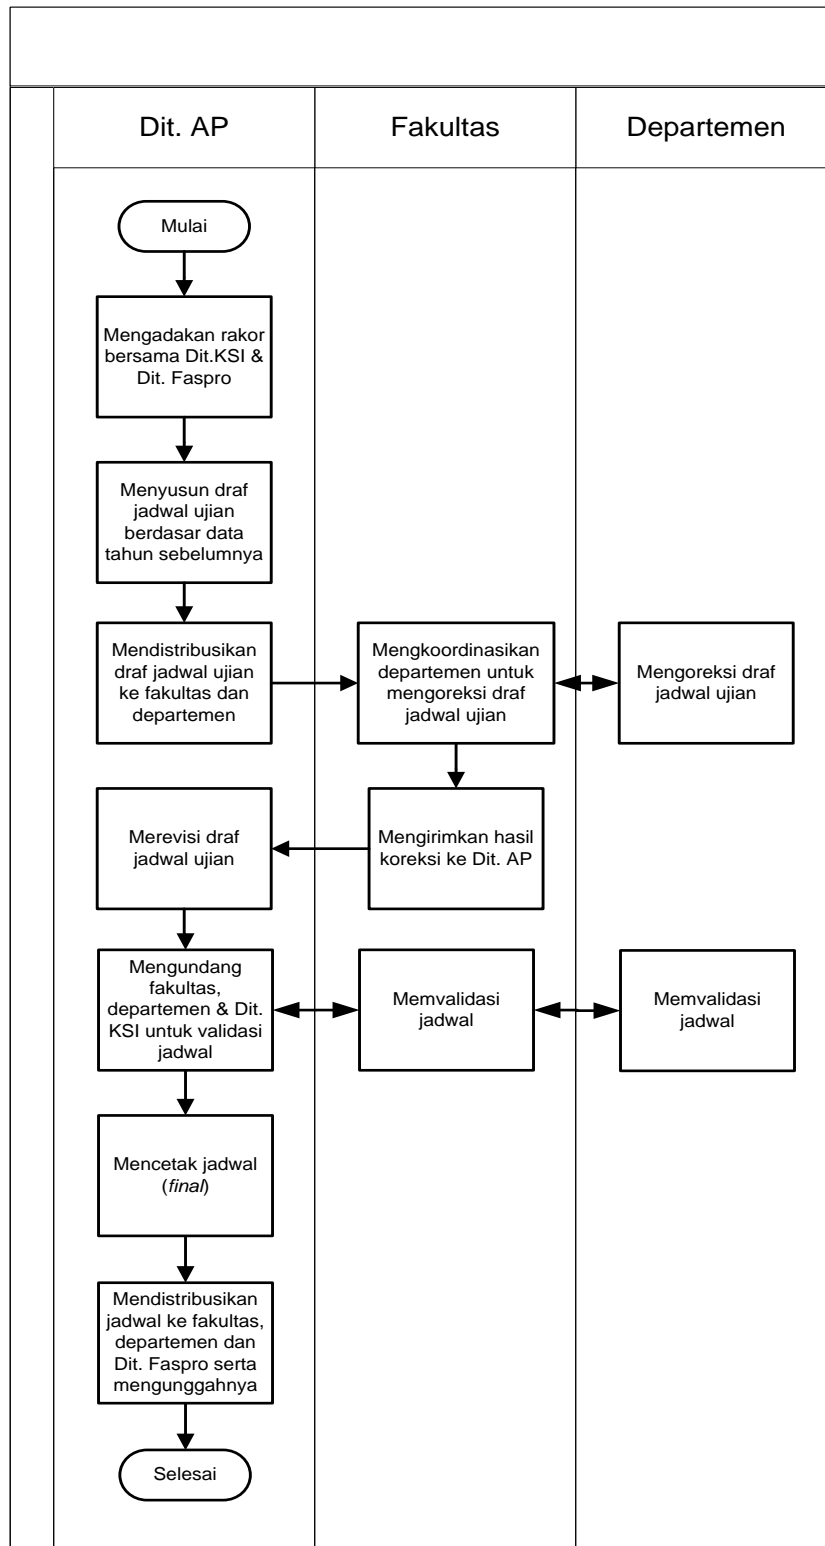 Dit. AP
Fakultas
Departemen
Mulai
Mengadakan rakor
bersama Dit.KSI &
Dit. Faspro
Menyusun draf
jadwal ujian
berdasar data
tahun sebelumnya
Mendistribusikan
draf jadwal ujian
ke fakultas dan
departemen
Mengkoordinasikan
departemen untuk
mengoreksi draf
jadwal ujian
Mengoreksi draf
jadwal ujian
Mengirimkan hasil
koreksi ke Dit. AP
Merevisi draf
jadwal ujian
Mengundang
fakultas,
departemen & Dit.
KSI untuk validasi
jadwal
Memvalidasi
jadwal
Memvalidasi
jadwal
Mencetak jadwal
(final)
Mendistribusikan
jadwal ke fakultas,
departemen dan
Dit. Faspro serta
mengunggahnya
Selesai